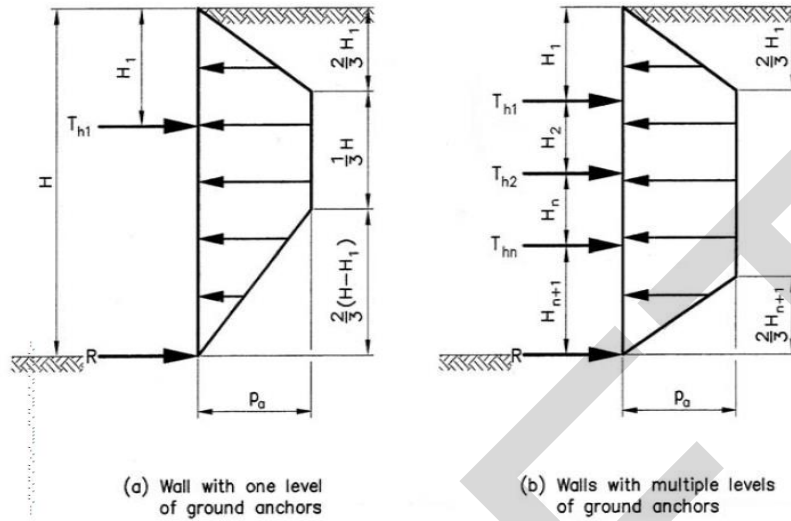 H₁
2/3 H₁
Tₕ₁
H
1/3 H
2/3 (H-H₁)
R
pₐ
(a) Wall with one level
of ground anchors
H₁
2/3 H₁
Tₕ₁
H₂
Tₕ₂
Hₙ
Tₕₙ
Hₙ₊₁
2/3 Hₙ₊₁
R
pₐ
(b) Walls with multiple levels
of ground anchors